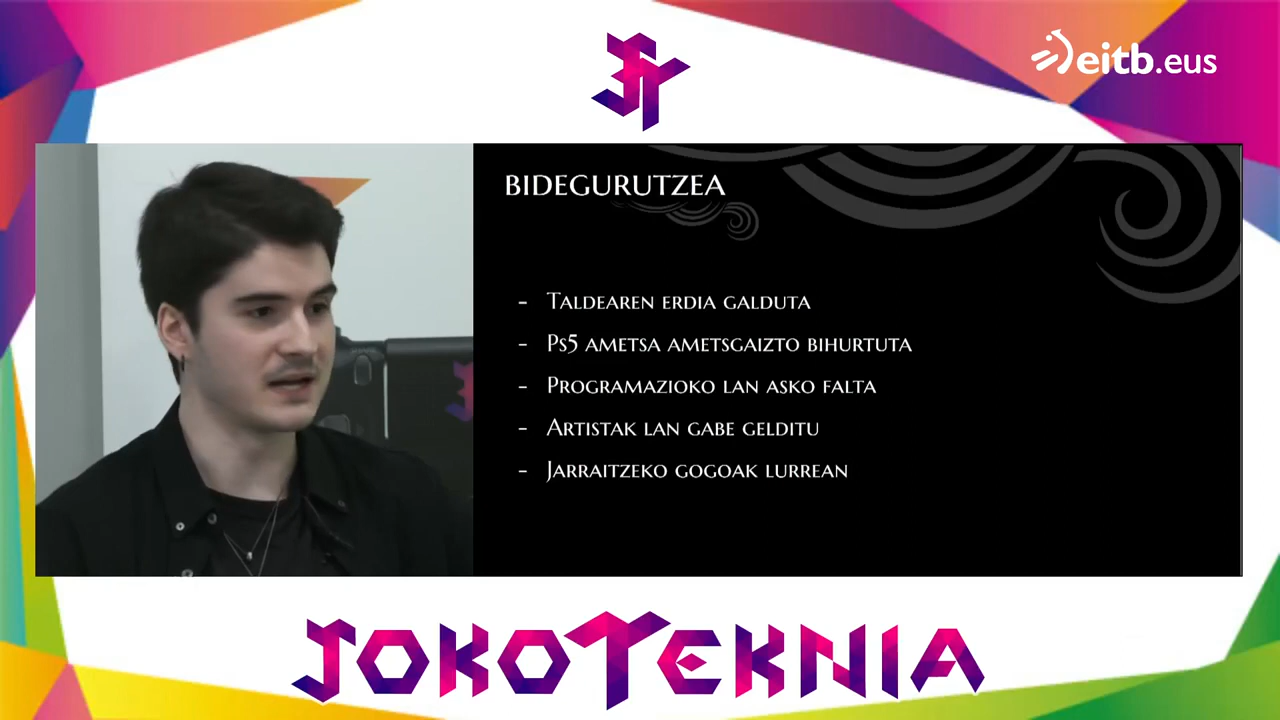 eitb.eus
BIDEGURUTZEA
- Taldearen erdia galduta
- Ps5 ametsa ametsgaizto bihurtuta
- Programazioko lan asko falta
- Artistak lan gabe gelditu
- Jarraitzeko gogoak lurrean
JOKOTEKNIA